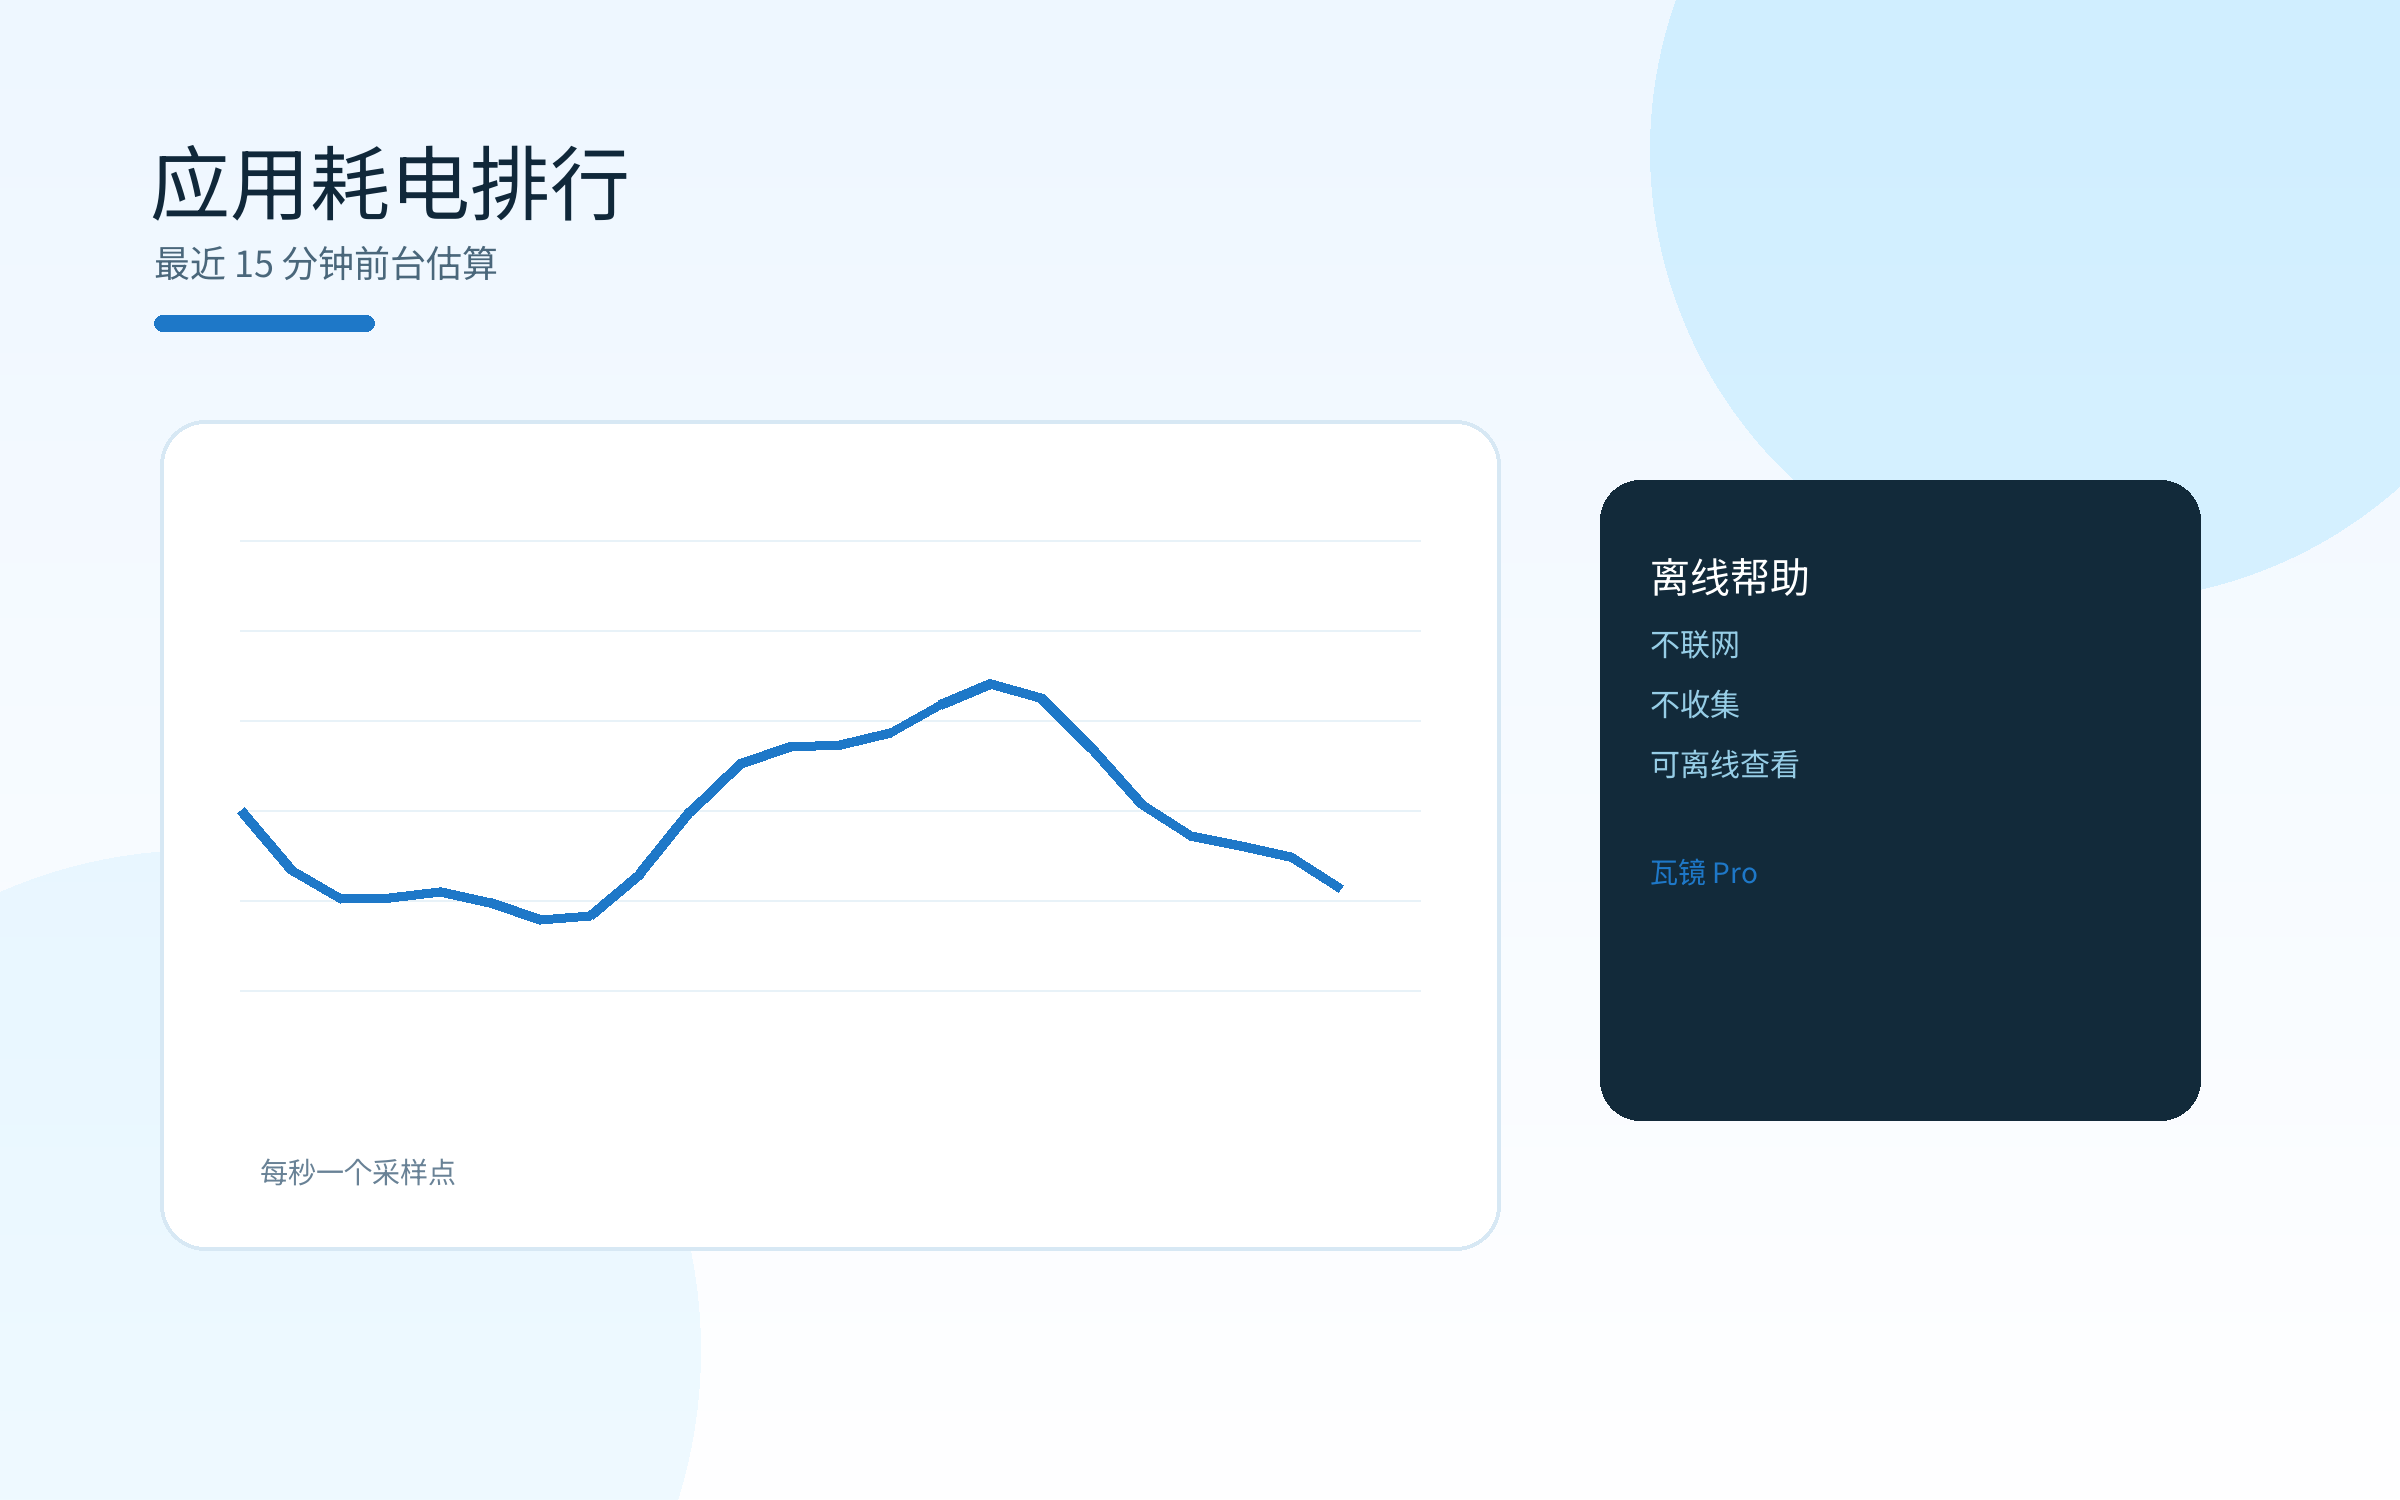 应用耗电排行
最近 15 分钟前台估算
每秒一个采样点
离线帮助
不联网
不收集
可离线查看
瓦镜 Pro